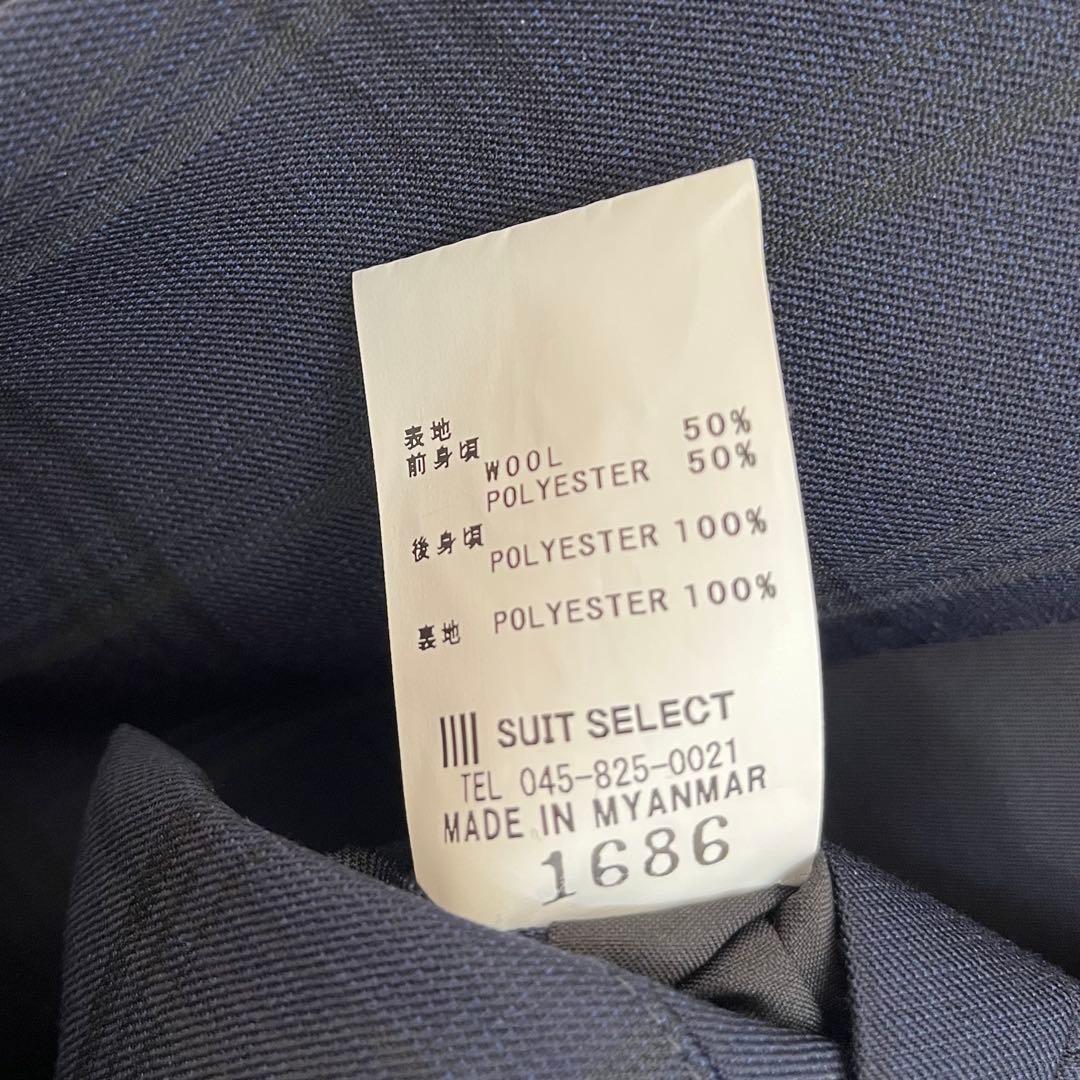 表地
前身頃 WOOL 50%
POLYESTER 50%
後身頃 POLYESTER 100%
裏地 POLYESTER 100%
SUIT SELECT
TEL 045-825-0021
MADE IN MYANMAR
1686